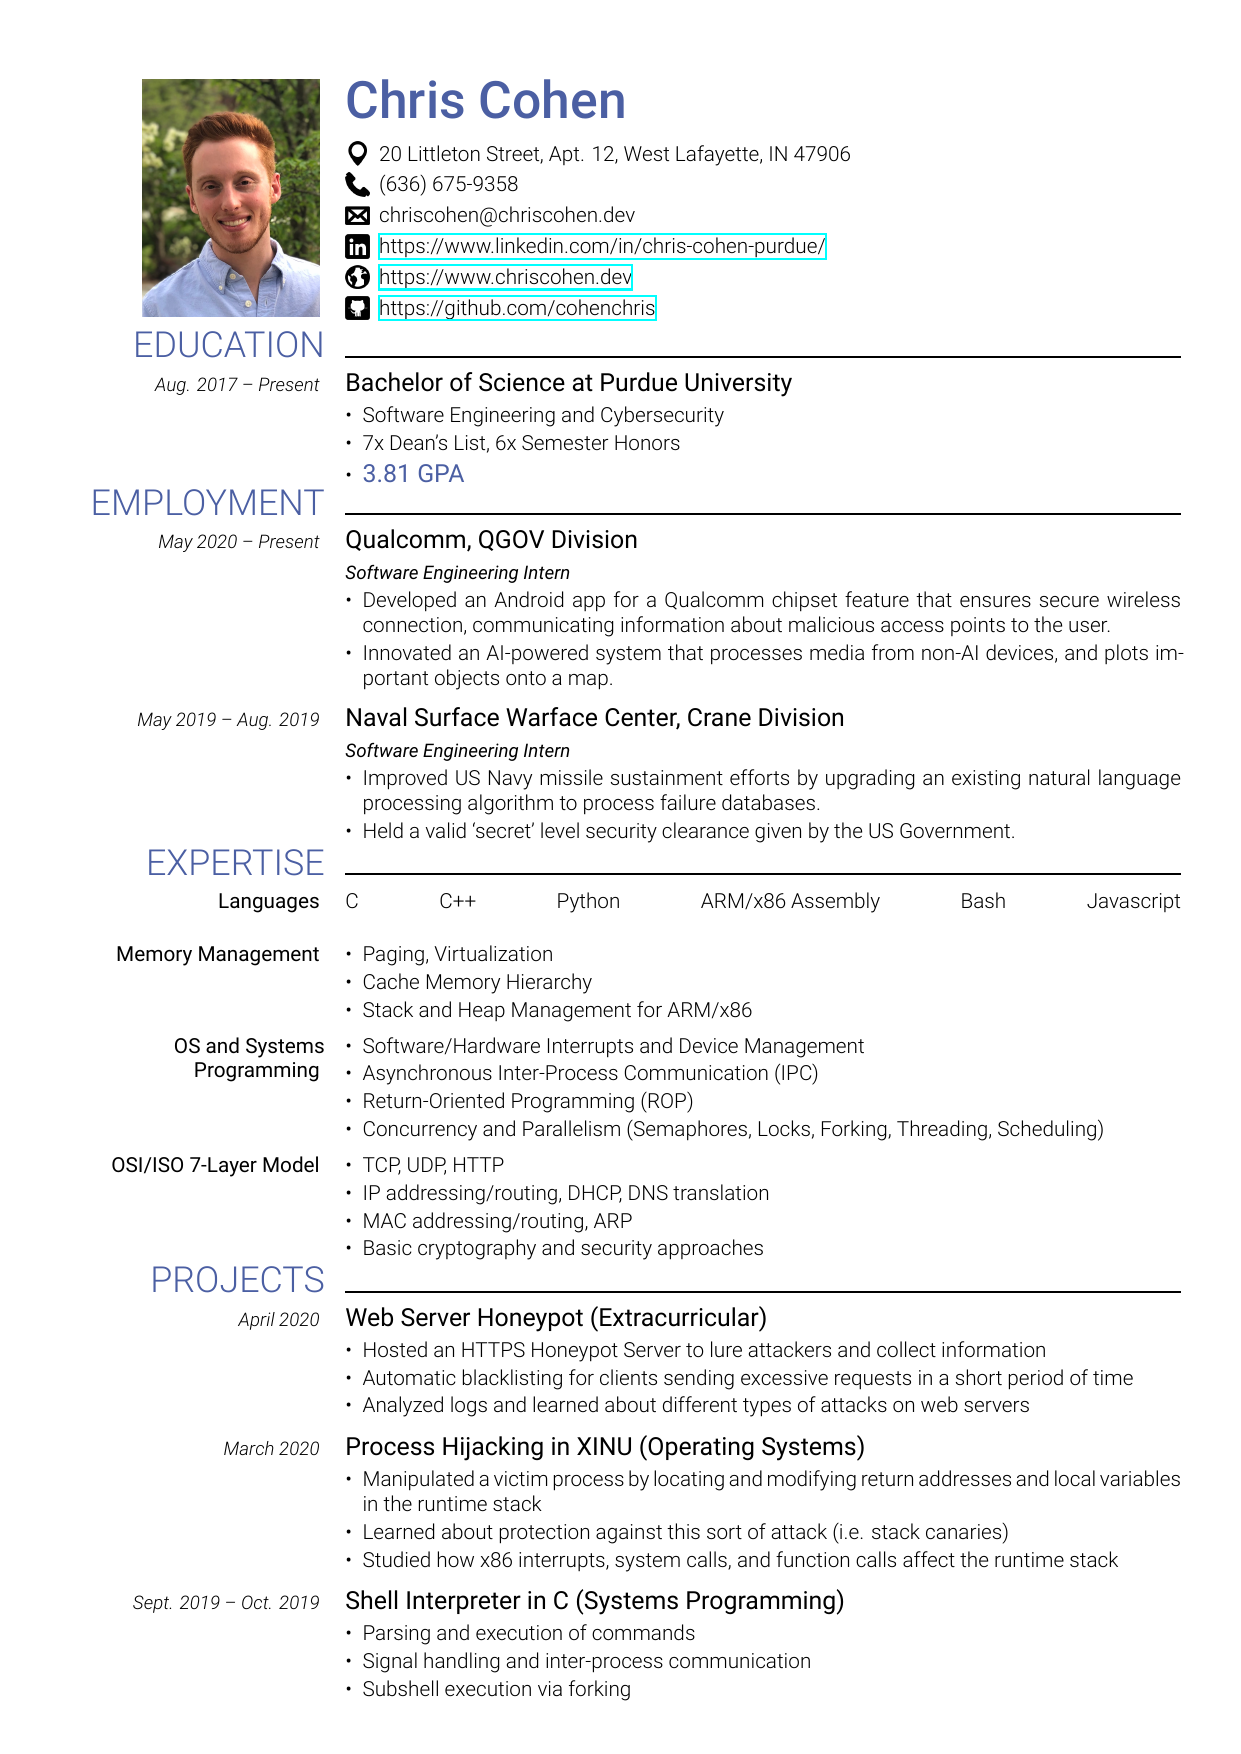 Chris Cohen
20 Littleton Street, Apt. 12, West Lafayette, IN 47906
(636) 675-9358
chriscohen@chriscohen.dev
https://www.linkedin.com/in/chris-cohen-purdue/
https://www.chriscohen.dev
https://github.com/cohenchris
EDUCATION
Aug. 2017 – Present Bachelor of Science at Purdue University
• Software Engineering and Cybersecurity
• 7x Dean's List, 6x Semester Honors
• 3.81 GPA
EMPLOYMENT
May 2020 – Present Qualcomm, QGOV Division
Software Engineering Intern
• Developed an Android app for a Qualcomm chipset feature that ensures secure wireless
connection, communicating information about malicious access points to the user.
• Innovated an AI-powered system that processes media from non-AI devices, and plots im-
portant objects onto a map.
May 2019 – Aug. 2019 Naval Surface Warface Center, Crane Division
Software Engineering Intern
• Improved US Navy missile sustainment efforts by upgrading an existing natural language
processing algorithm to process failure databases.
• Held a valid 'secret' level security clearance given by the US Government.
EXPERTISE
Languages C C++ Python ARM/x86 Assembly Bash Javascript
Memory Management • Paging, Virtualization
• Cache Memory Hierarchy
• Stack and Heap Management for ARM/x86
OS and Systems • Software/Hardware Interrupts and Device Management
Programming • Asynchronous Inter-Process Communication (IPC)
• Return-Oriented Programming (ROP)
• Concurrency and Parallelism (Semaphores, Locks, Forking, Threading, Scheduling)
OSI/ISO 7-Layer Model • TCP, UDP, HTTP
• IP addressing/routing, DHCP, DNS translation
• MAC addressing/routing, ARP
• Basic cryptography and security approaches
PROJECTS
April 2020 Web Server Honeypot (Extracurricular)
• Hosted an HTTPS Honeypot Server to lure attackers and collect information
• Automatic blacklisting for clients sending excessive requests in a short period of time
• Analyzed logs and learned about different types of attacks on web servers
March 2020 Process Hijacking in XINU (Operating Systems)
• Manipulated a victim process by locating and modifying return addresses and local variables
in the runtime stack
• Learned about protection against this sort of attack (i.e. stack canaries)
• Studied how x86 interrupts, system calls, and function calls affect the runtime stack
Sept. 2019 – Oct. 2019 Shell Interpreter in C (Systems Programming)
• Parsing and execution of commands
• Signal handling and inter-process communication
• Subshell execution via forking